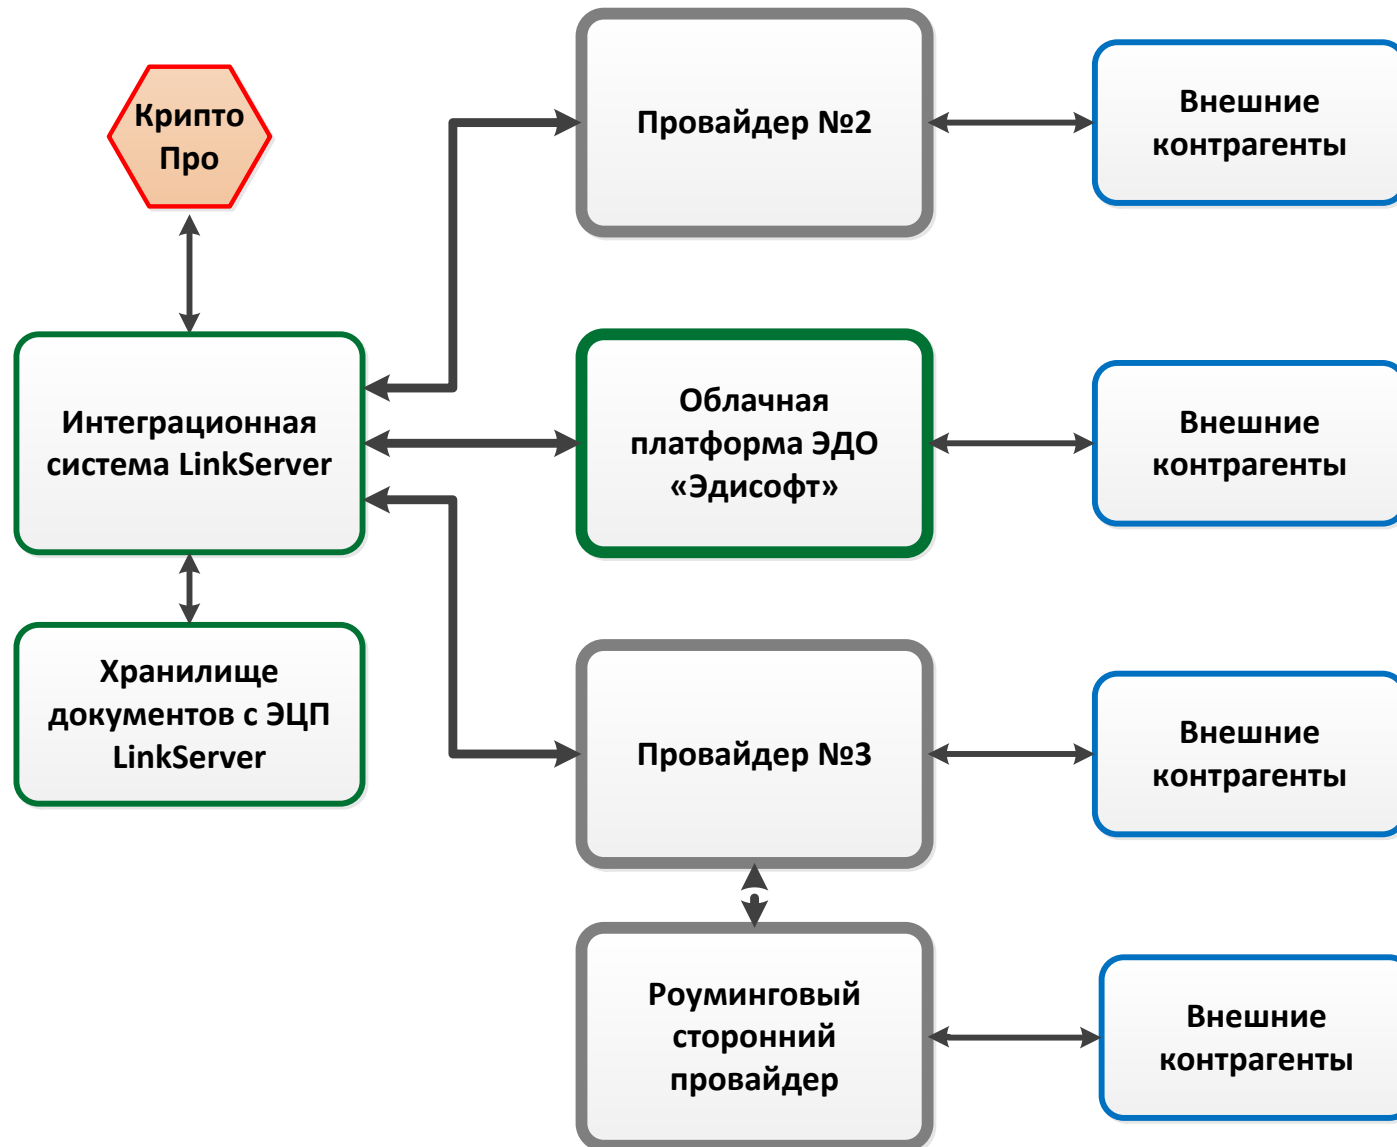 Крипто
Про
Провайдер №2
Внешние
контрагенты
Интеграционная
система LinkServer
Облачная
платформа ЭДО
«Эдисофт»
Внешние
контрагенты
Хранилище
документов с ЭЦП
LinkServer
Провайдер №3
Внешние
контрагенты
Роуминговый
сторонний
провайдер
Внешние
контрагенты